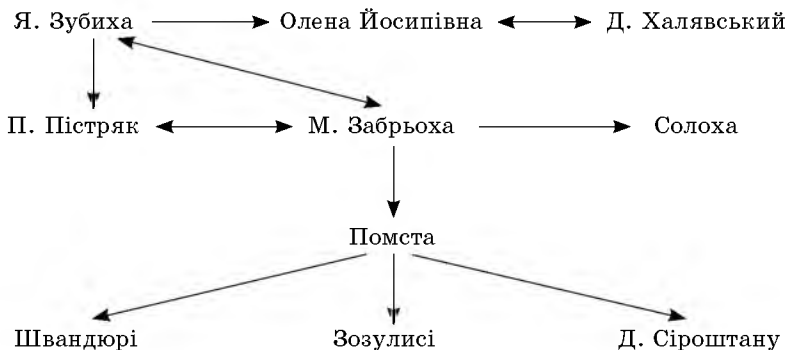 Я. Зубиха Олена Йосипівна Д. Халявський
П. Пістряк М. Забрьоха Солоха
Помста
Швандюрі Зозулисі Д. Сіроштану